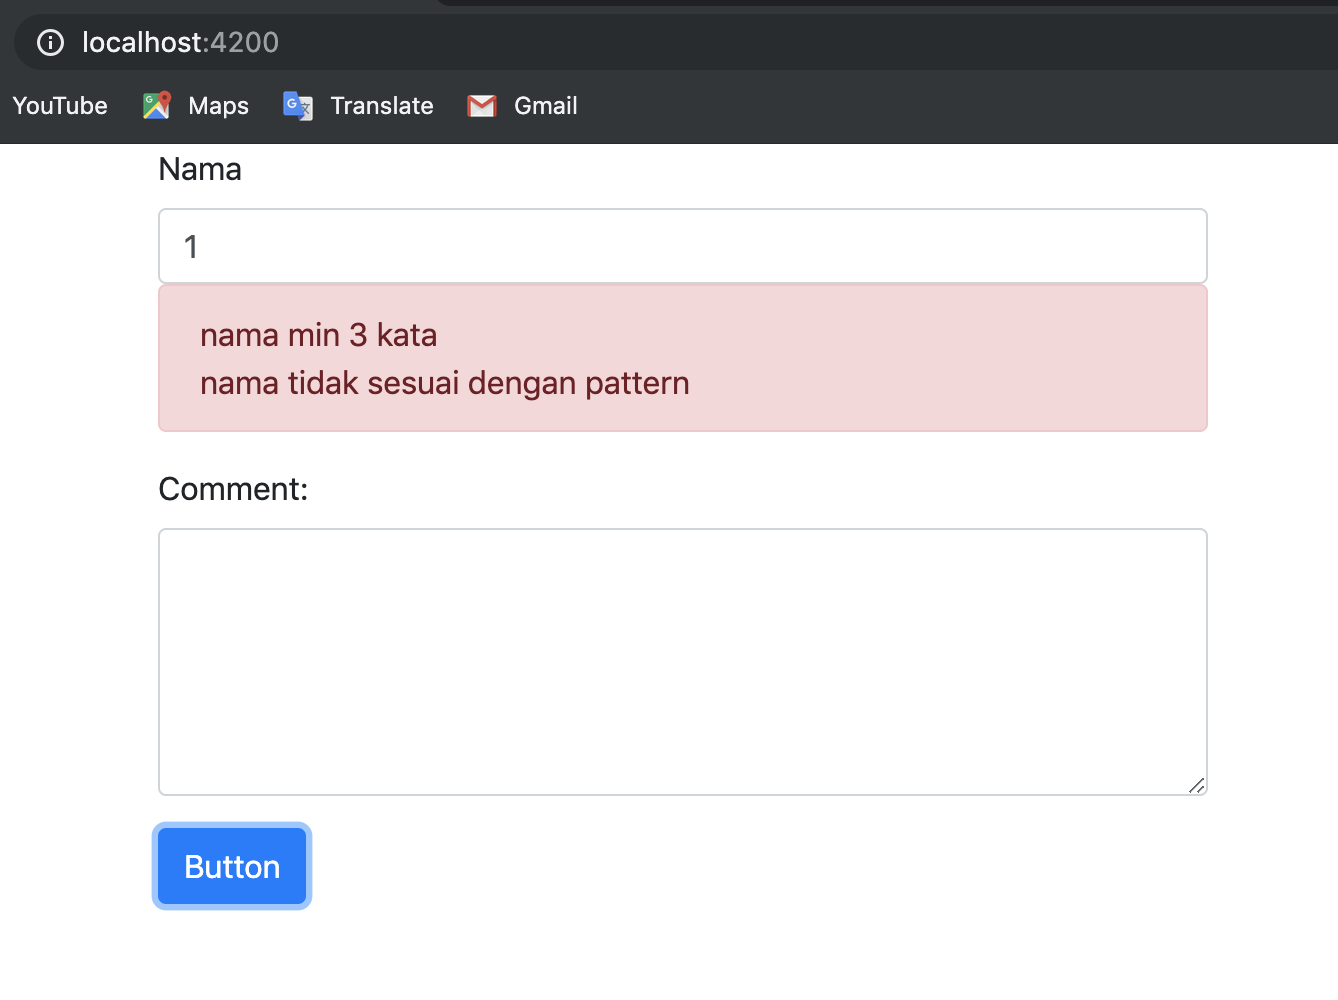 localhost:4200
YouTube Maps Translate Gmail
Nama
1
nama min 3 kata
nama tidak sesuai dengan pattern
Comment:
Button